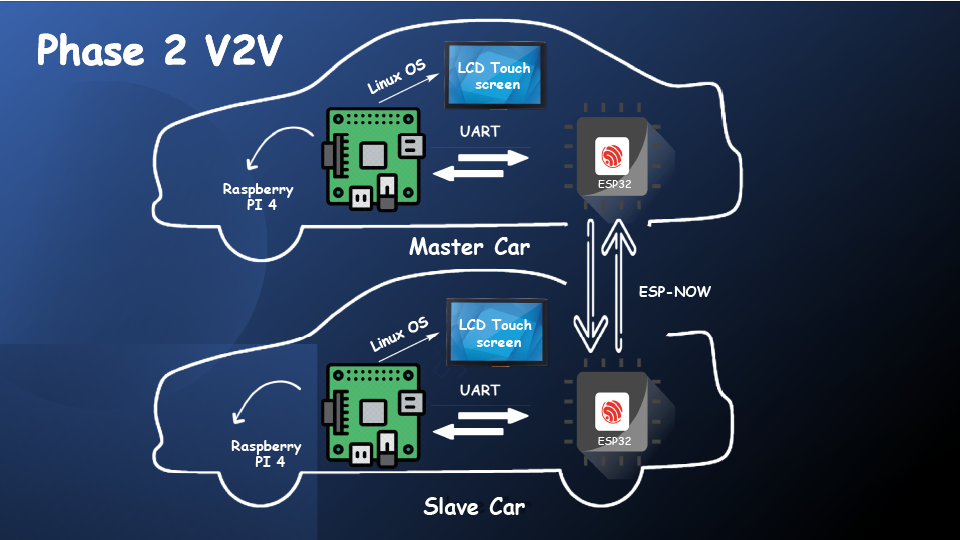 Phase 2 V2V
Linux OS
LCD Touch
screen
UART
Raspberry
PI 4
ESP32
Master Car
ESP-NOW
Linux OS
LCD Touch
screen
UART
Raspberry
PI 4
ESP32
Slave Car